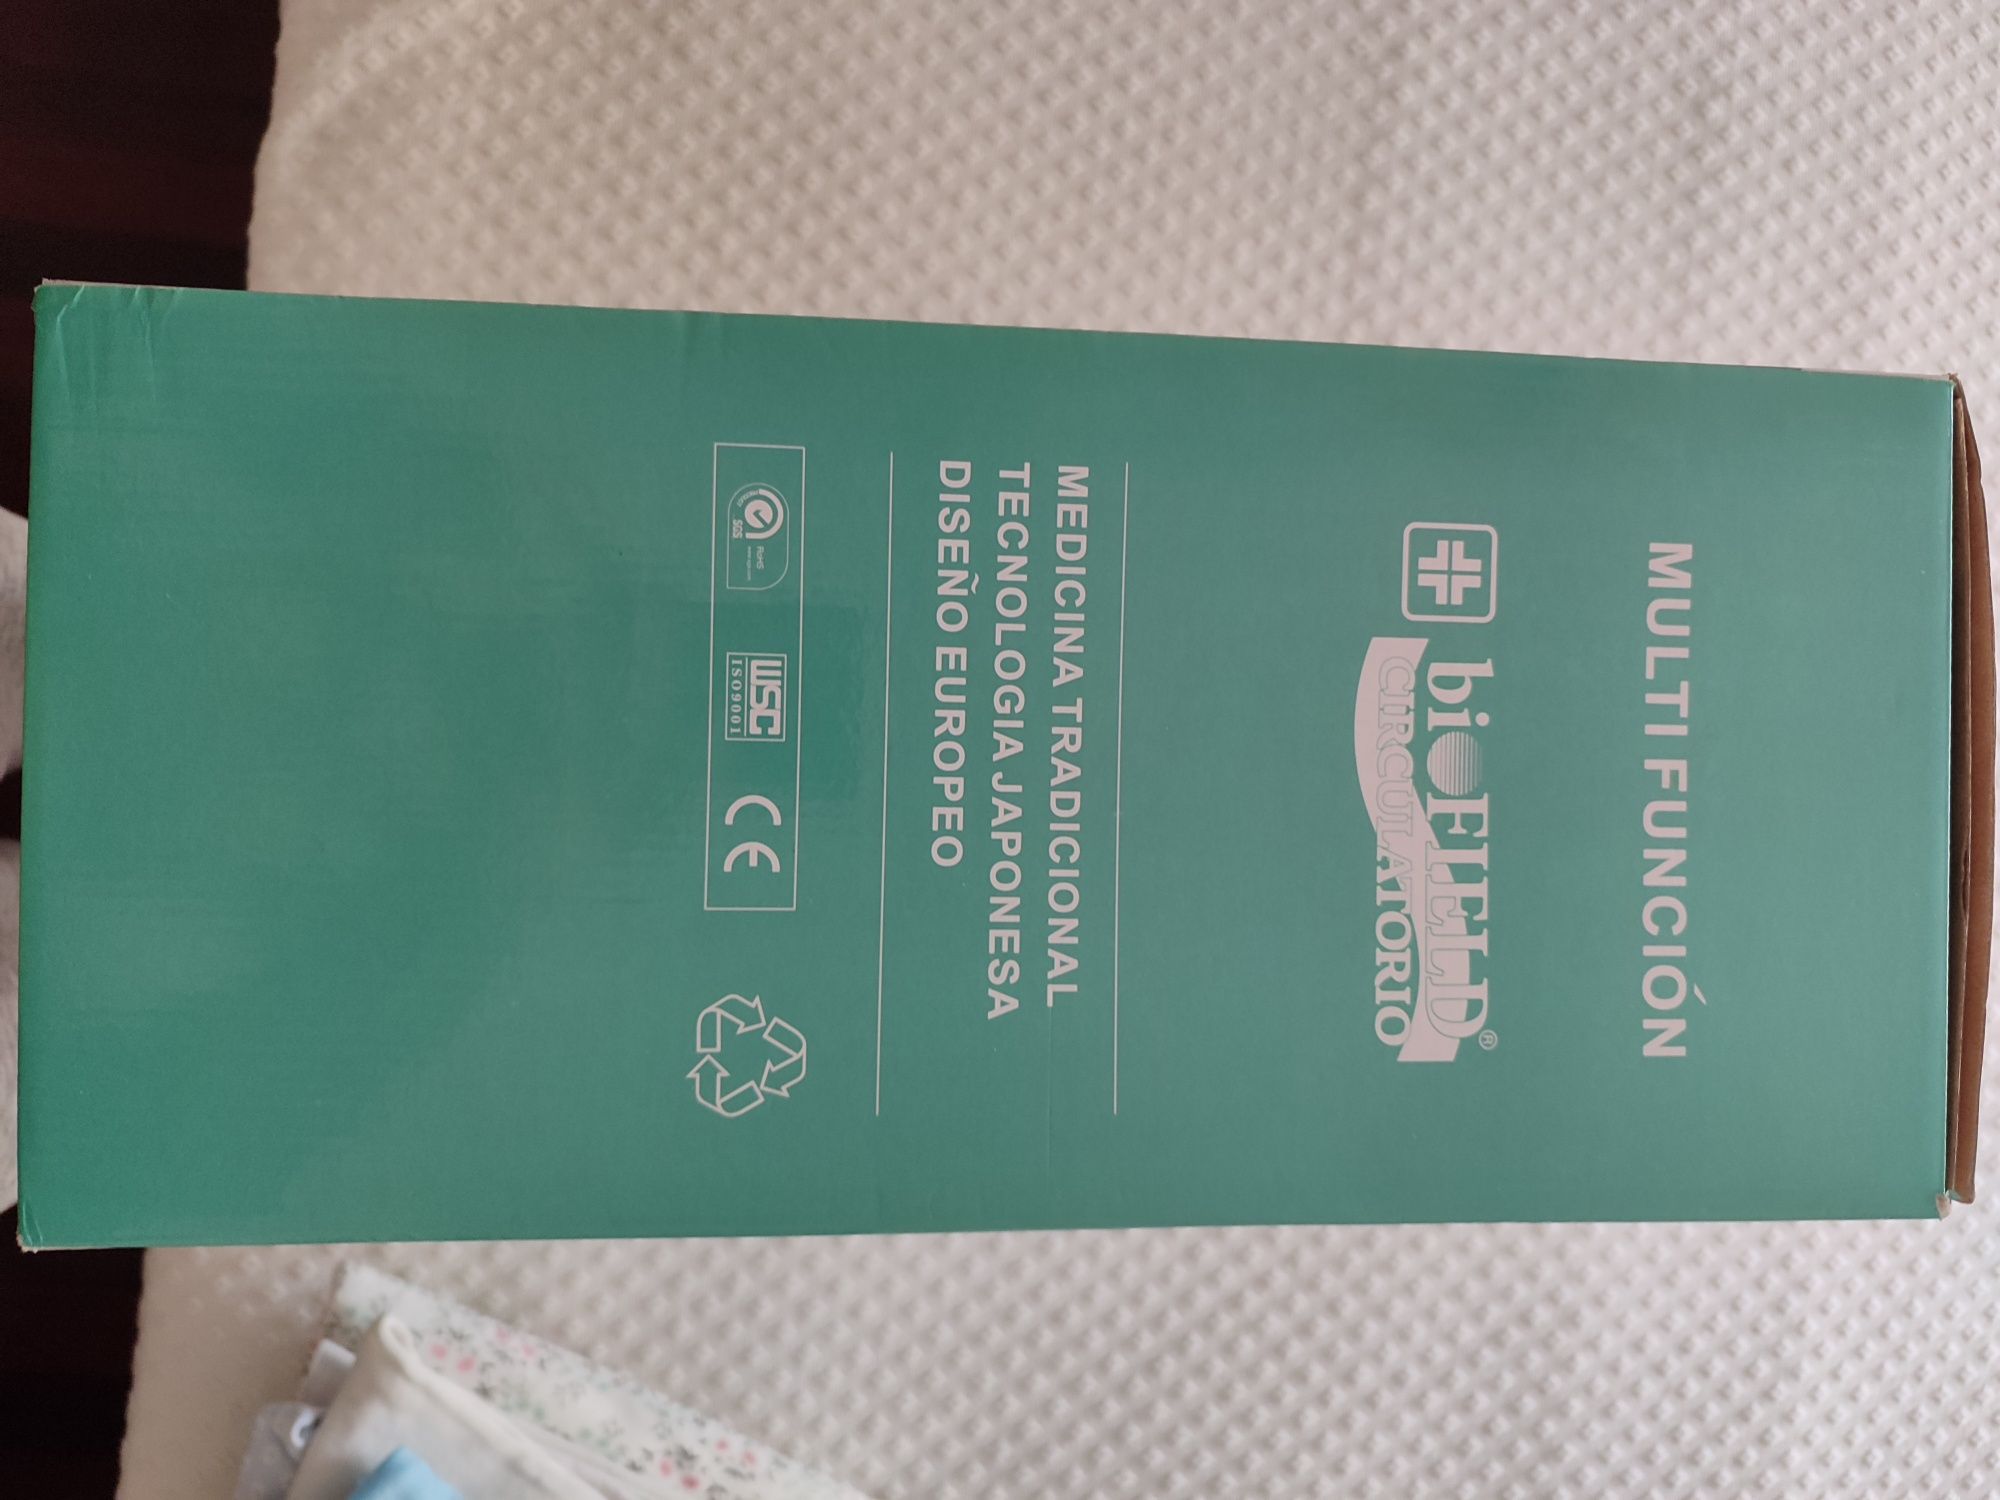 MULTI FUNCIÓN
bioFIELD®
CIRCULATORIO
MEDICINA TRADICIONAL
TECNOLOGIA JAPONESA
DISEÑO EUROPEO
RoHS
SGS
WSC
ISO9001
CE